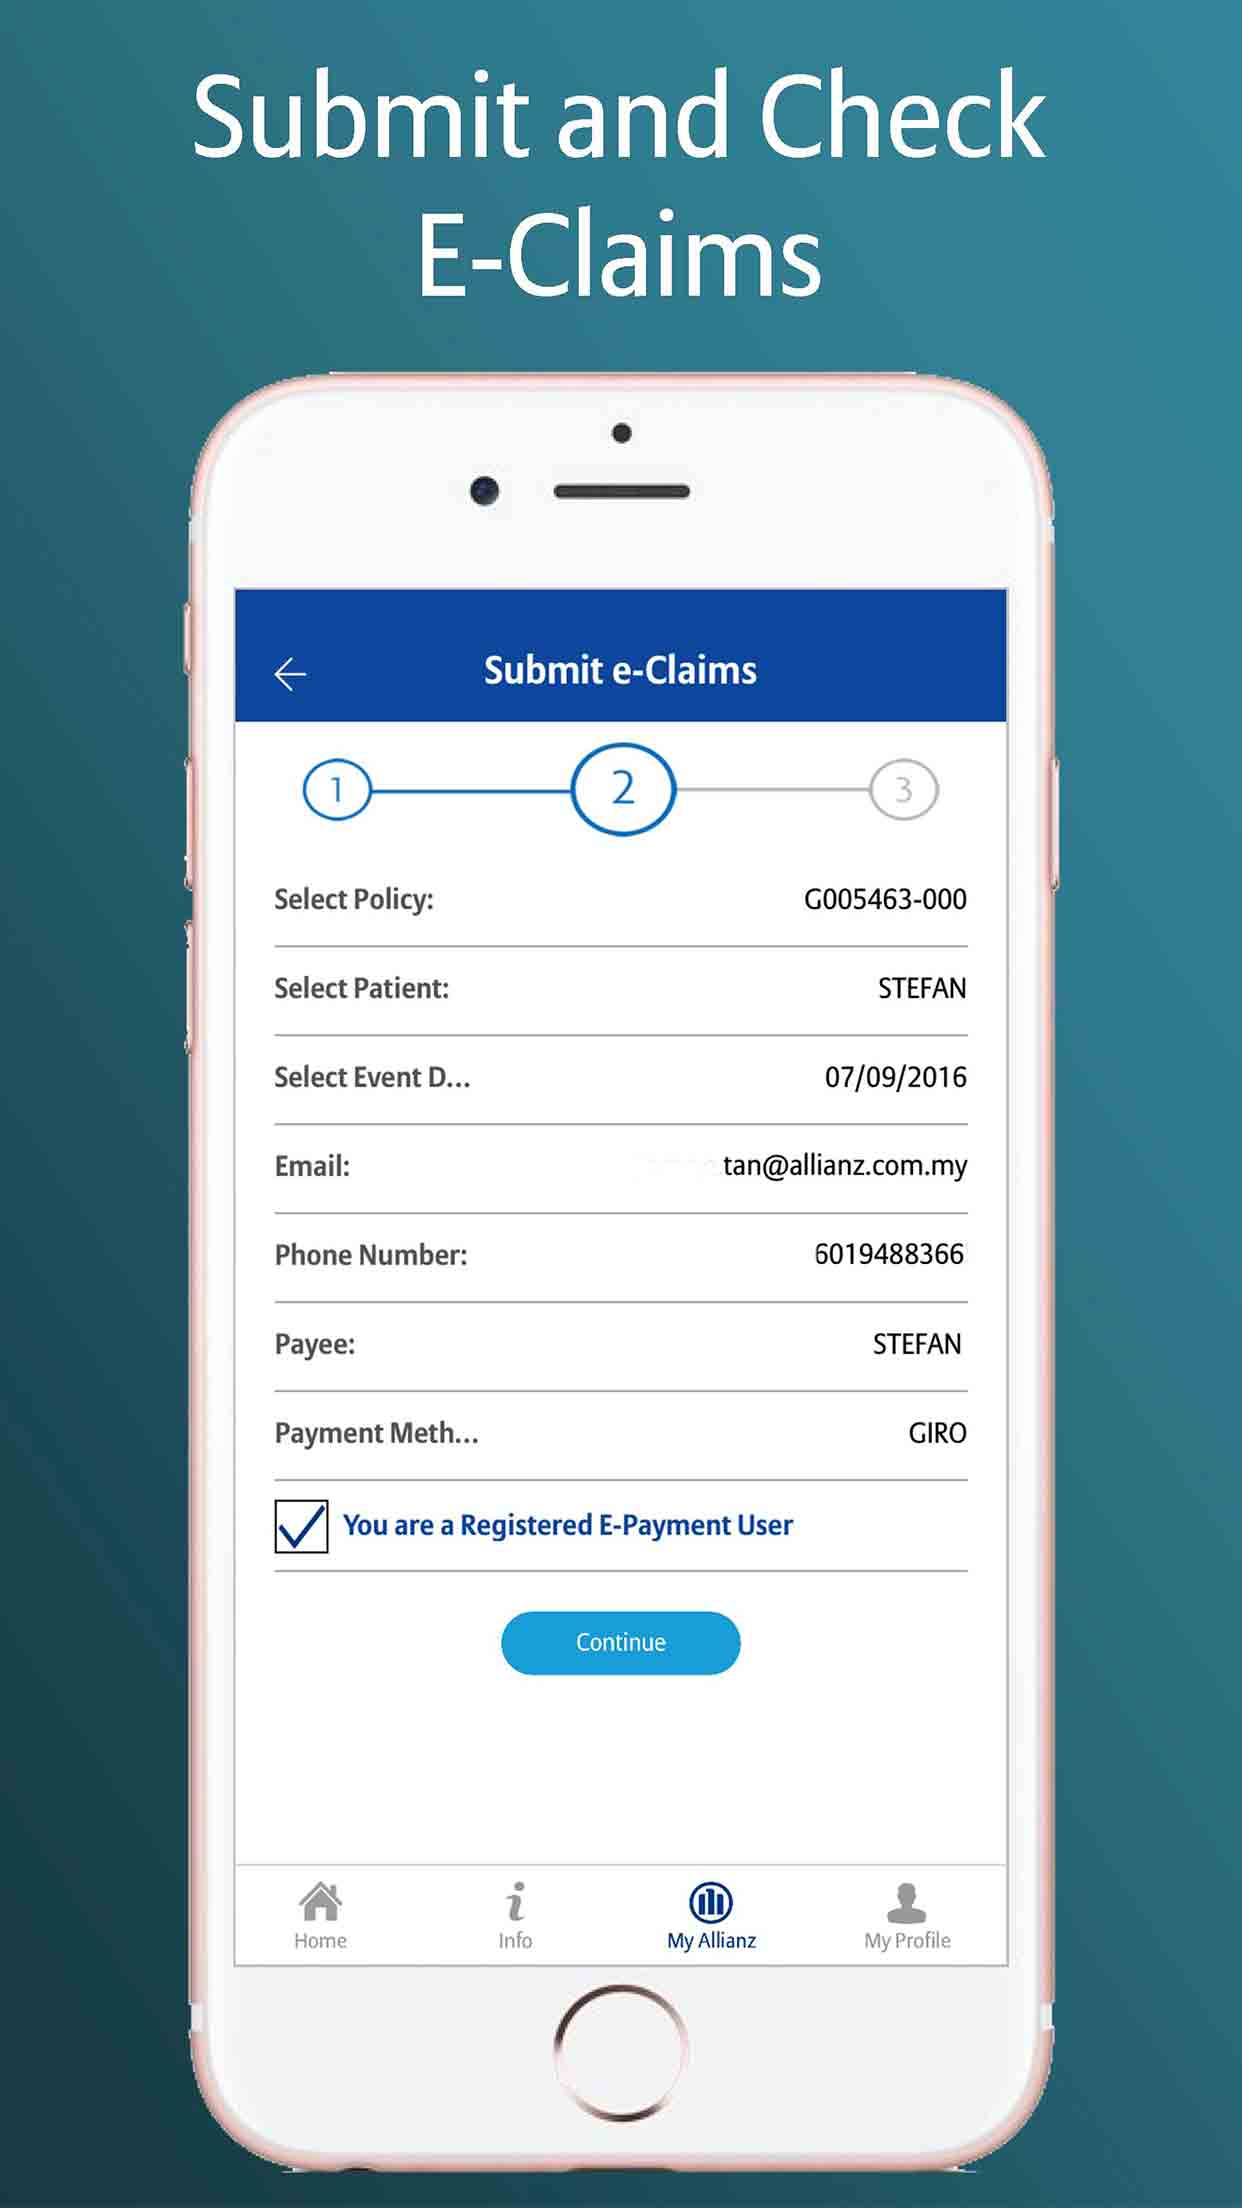 Submit and Check
E-Claims
Submit e-Claims
1 2 3
Select Policy: G005463-000
Select Patient: STEFAN
Select Event D... 07/09/2016
Email: tan@allianz.com.my
Phone Number: 6019488366
Payee: STEFAN
Payment Meth... GIRO
You are a Registered E-Payment User
Continue
Home Info My Allianz My Profile